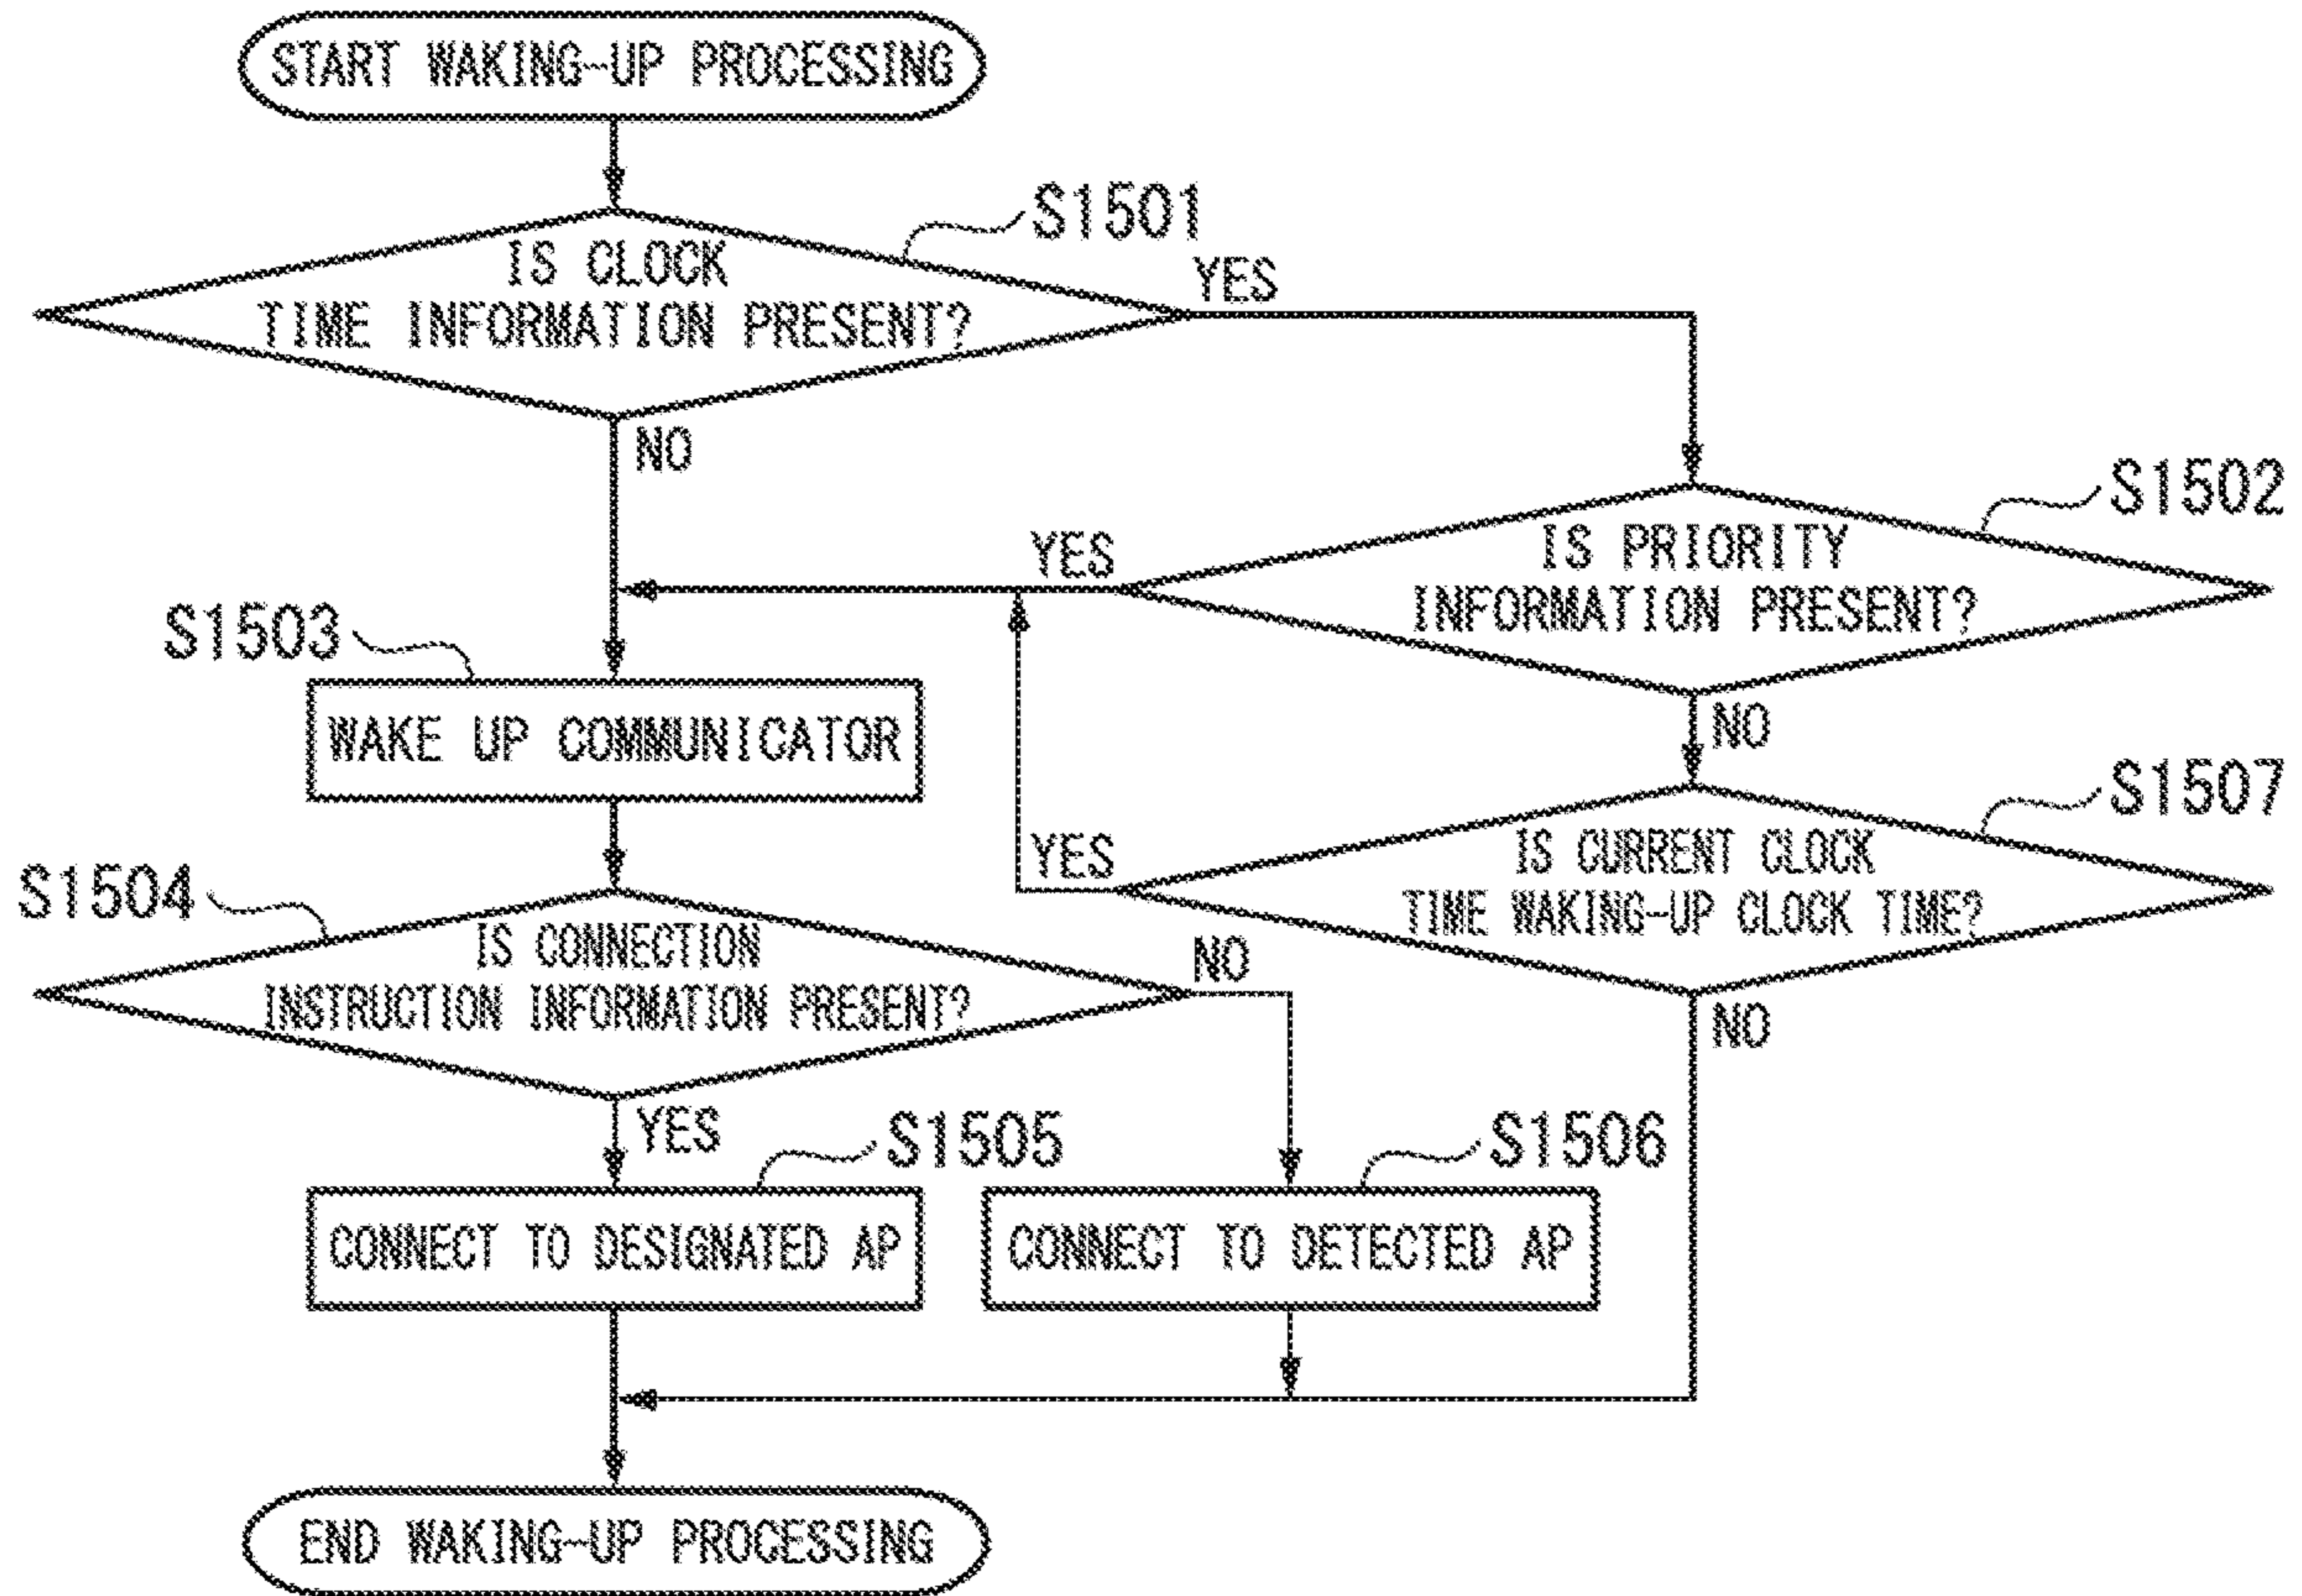 START WAKING-UP PROCESSING
S1501
IS CLOCK
TIME INFORMATION PRESENT?
YES
NO
S1502
IS PRIORITY
INFORMATION PRESENT?
YES
NO
S1503
WAKE UP COMMUNICATOR
S1507
IS CURRENT CLOCK
TIME WAKING-UP CLOCK TIME?
YES
NO
S1504
IS CONNECTION
INSTRUCTION INFORMATION PRESENT?
NO
YES
S1505
CONNECT TO DESIGNATED AP
S1506
CONNECT TO DETECTED AP
END WAKING-UP PROCESSING